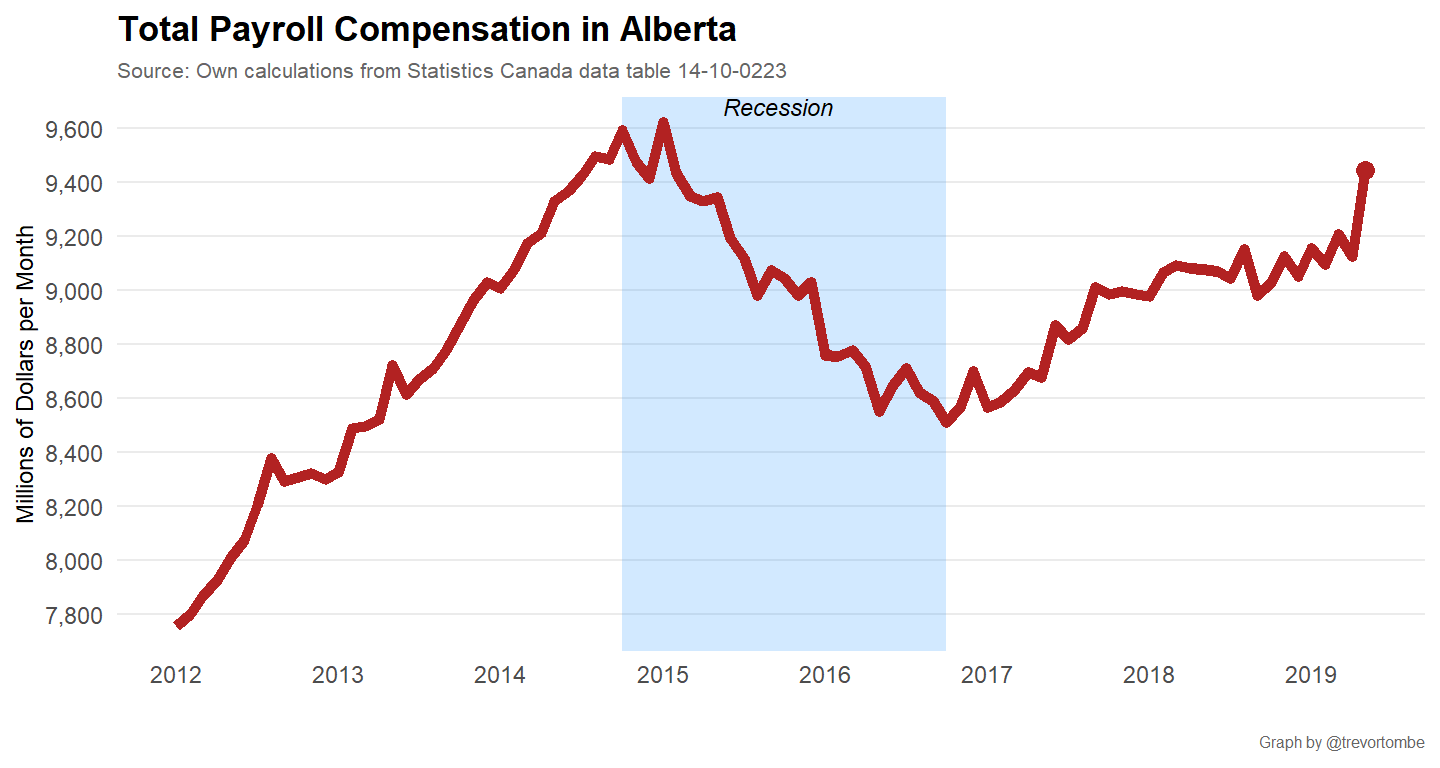 Total Payroll Compensation in Alberta
Source: Own calculations from Statistics Canada data table 14-10-0223
Recession
Millions of Dollars per Month
9,600
9,400
9,200
9,000
8,800
8,600
8,400
8,200
8,000
7,800
2012 2013 2014 2015 2016 2017 2018 2019
Graph by @trevortombe